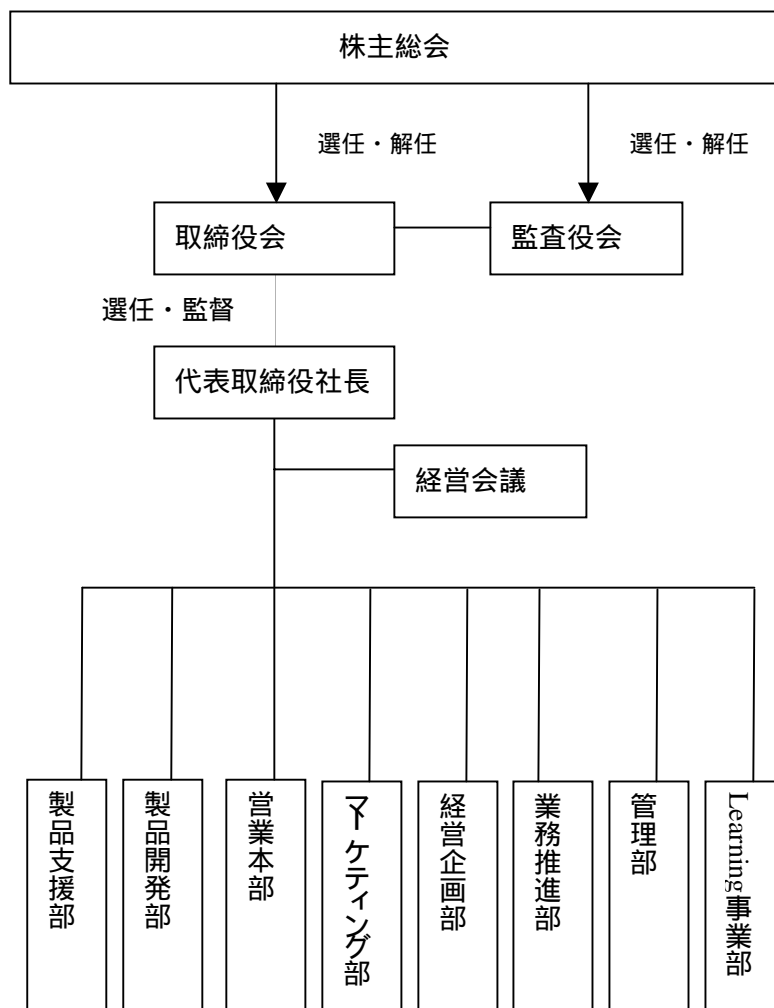 株主総会
選任・解任
選任・解任
取締役会
監査役会
選任・監督
代表取締役社長
経営会議
製品支援部
製品開発部
営業本部
マーケティング部
経営企画部
業務推進部
管理部
Learning事業部